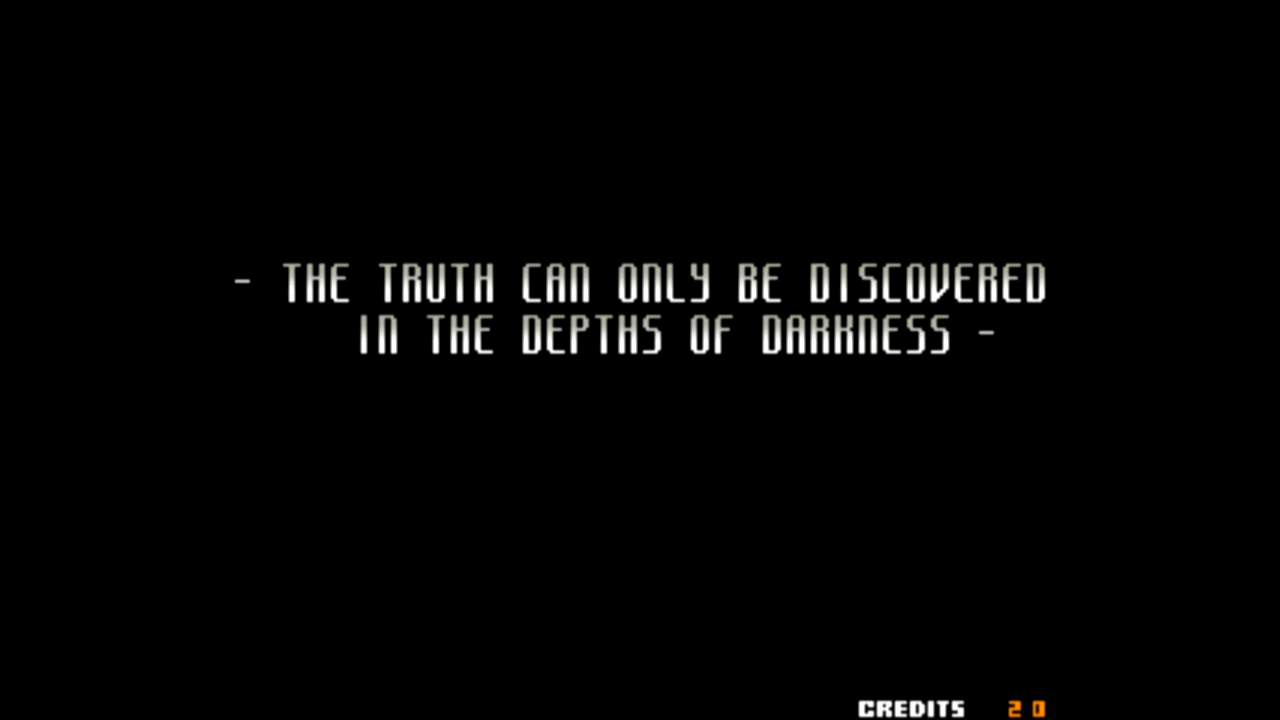 - THE TRUTH CAN ONLY BE DISCOVERED
IN THE DEPTHS OF DARKNESS -
CREDITS 20